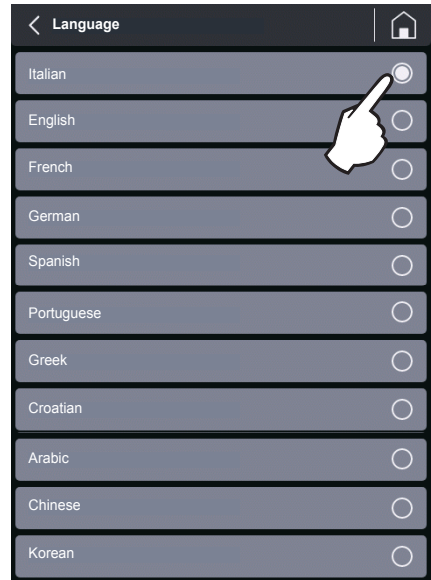 Language
Italian
English
French
German
Spanish
Portuguese
Greek
Croatian
Arabic
Chinese
Korean